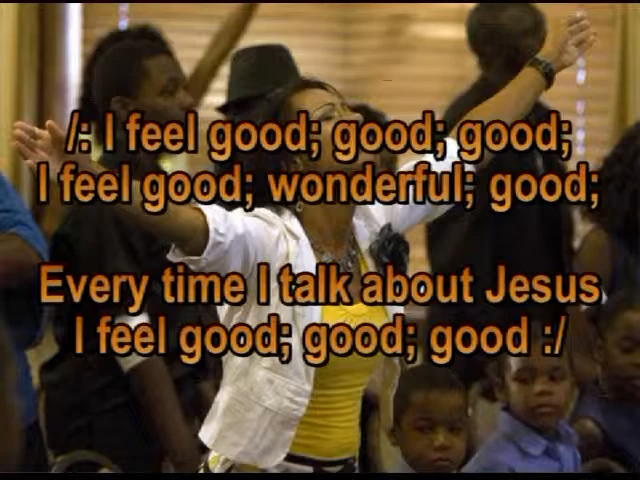 /: I feel good; good; good;
I feel good; wonderful; good;
Every time I talk about Jesus
I feel good; good; good :/